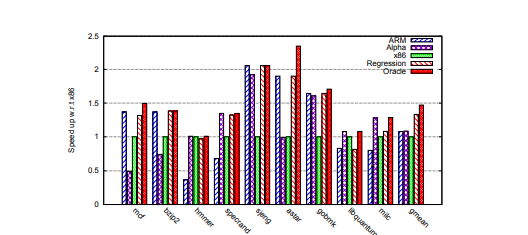 2.5
2
1.5
1
0.5
0
Speed up w.r.t x86
ARM
Alpha
x86
Regression
Oracle
mcf
bzip2
hmmer
specrand
sjeng
astar
gobmk
libquantum
milc
gmean